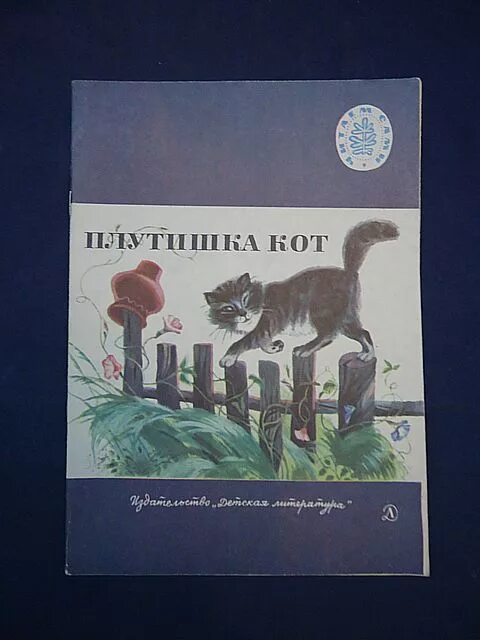 ЧИТАЕМ САМИ
ПЛУТИШКА КОТ
Издательство „Детская литература"